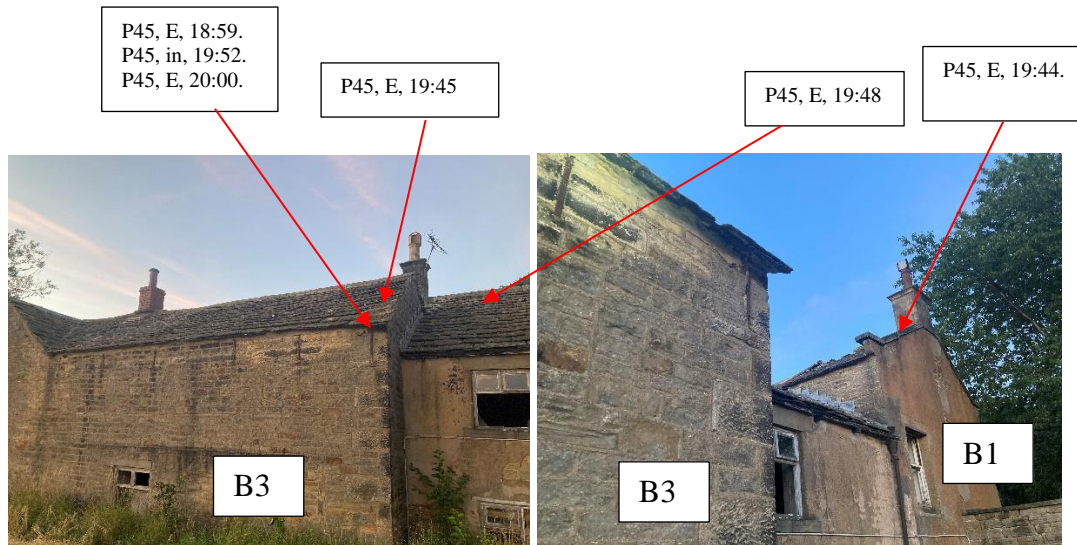 P45, E, 18:59.
P45, in, 19:52.
P45, E, 20:00.
P45, E, 19:45
P45, E, 19:48
P45, E, 19:44.
B3
B3
B1